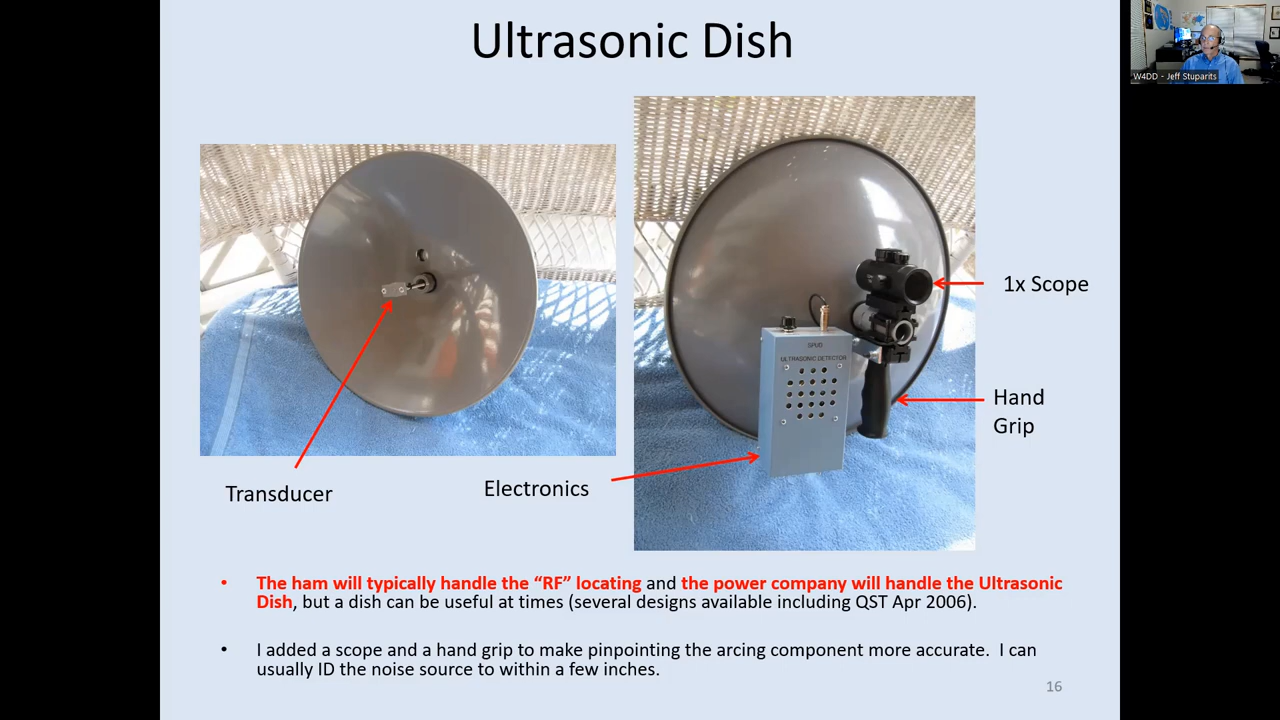 Ultrasonic Dish
W4DD - Jeff Stuparits
1x Scope
SPUD
ULTRASONIC DETECTOR
Hand
Grip
Transducer
Electronics
• The ham will typically handle the “RF” locating and the power company will handle the Ultrasonic
Dish, but a dish can be useful at times (several designs available including QST Apr 2006).
• I added a scope and a hand grip to make pinpointing the arcing component more accurate.  I can
usually ID the noise source to within a few inches.
16